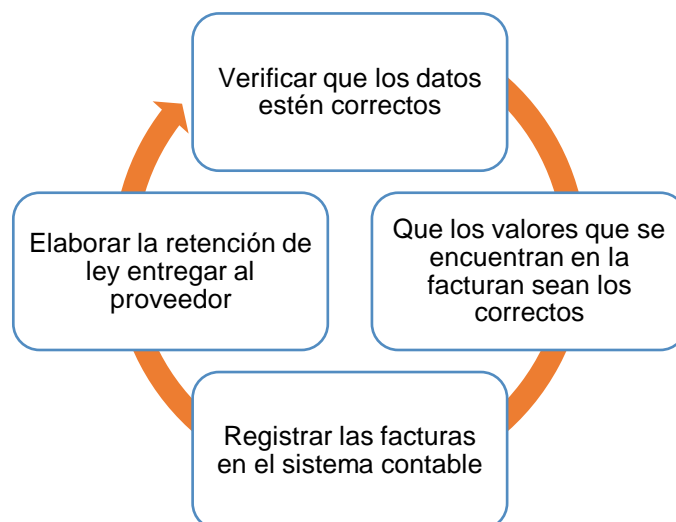 Verificar que los datos
estén correctos
Que los valores que se
encuentran en la
facturan sean los
correctos
Registrar las facturas
en el sistema contable
Elaborar la retención de
ley entregar al
proveedor